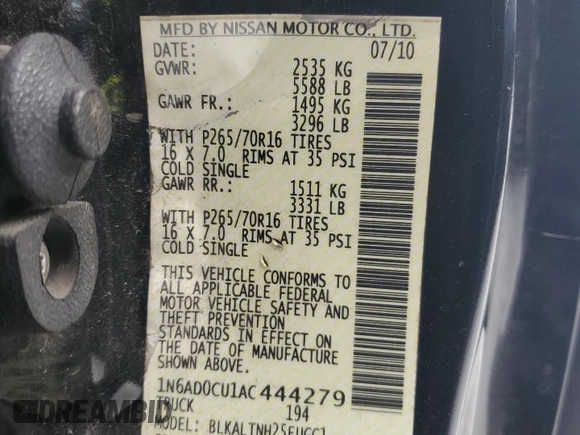 MFD BY NISSAN MOTOR CO., LTD.
DATE: 07/10
GVWR: 2535 KG
5588 LB
GAWR FR.: 1495 KG
3296 LB
WITH P265/70R16 TIRES
16 X 7.0 RIMS AT 35 PSI
COLD SINGLE
GAWR RR.: 1511 KG
3331 LB
WITH P265/70R16 TIRES
16 X 7.0 RIMS AT 35 PSI
COLD SINGLE
THIS VEHICLE CONFORMS TO
ALL APPLICABLE FEDERAL
MOTOR VEHICLE SAFETY AND
THEFT PREVENTION
STANDARDS IN EFFECT ON
THE DATE OF MANUFACTURE
SHOWN ABOVE.
1N6AD0CU1AC444279
TRUCK 194
MODEL: BLKALTNH25EUCC1